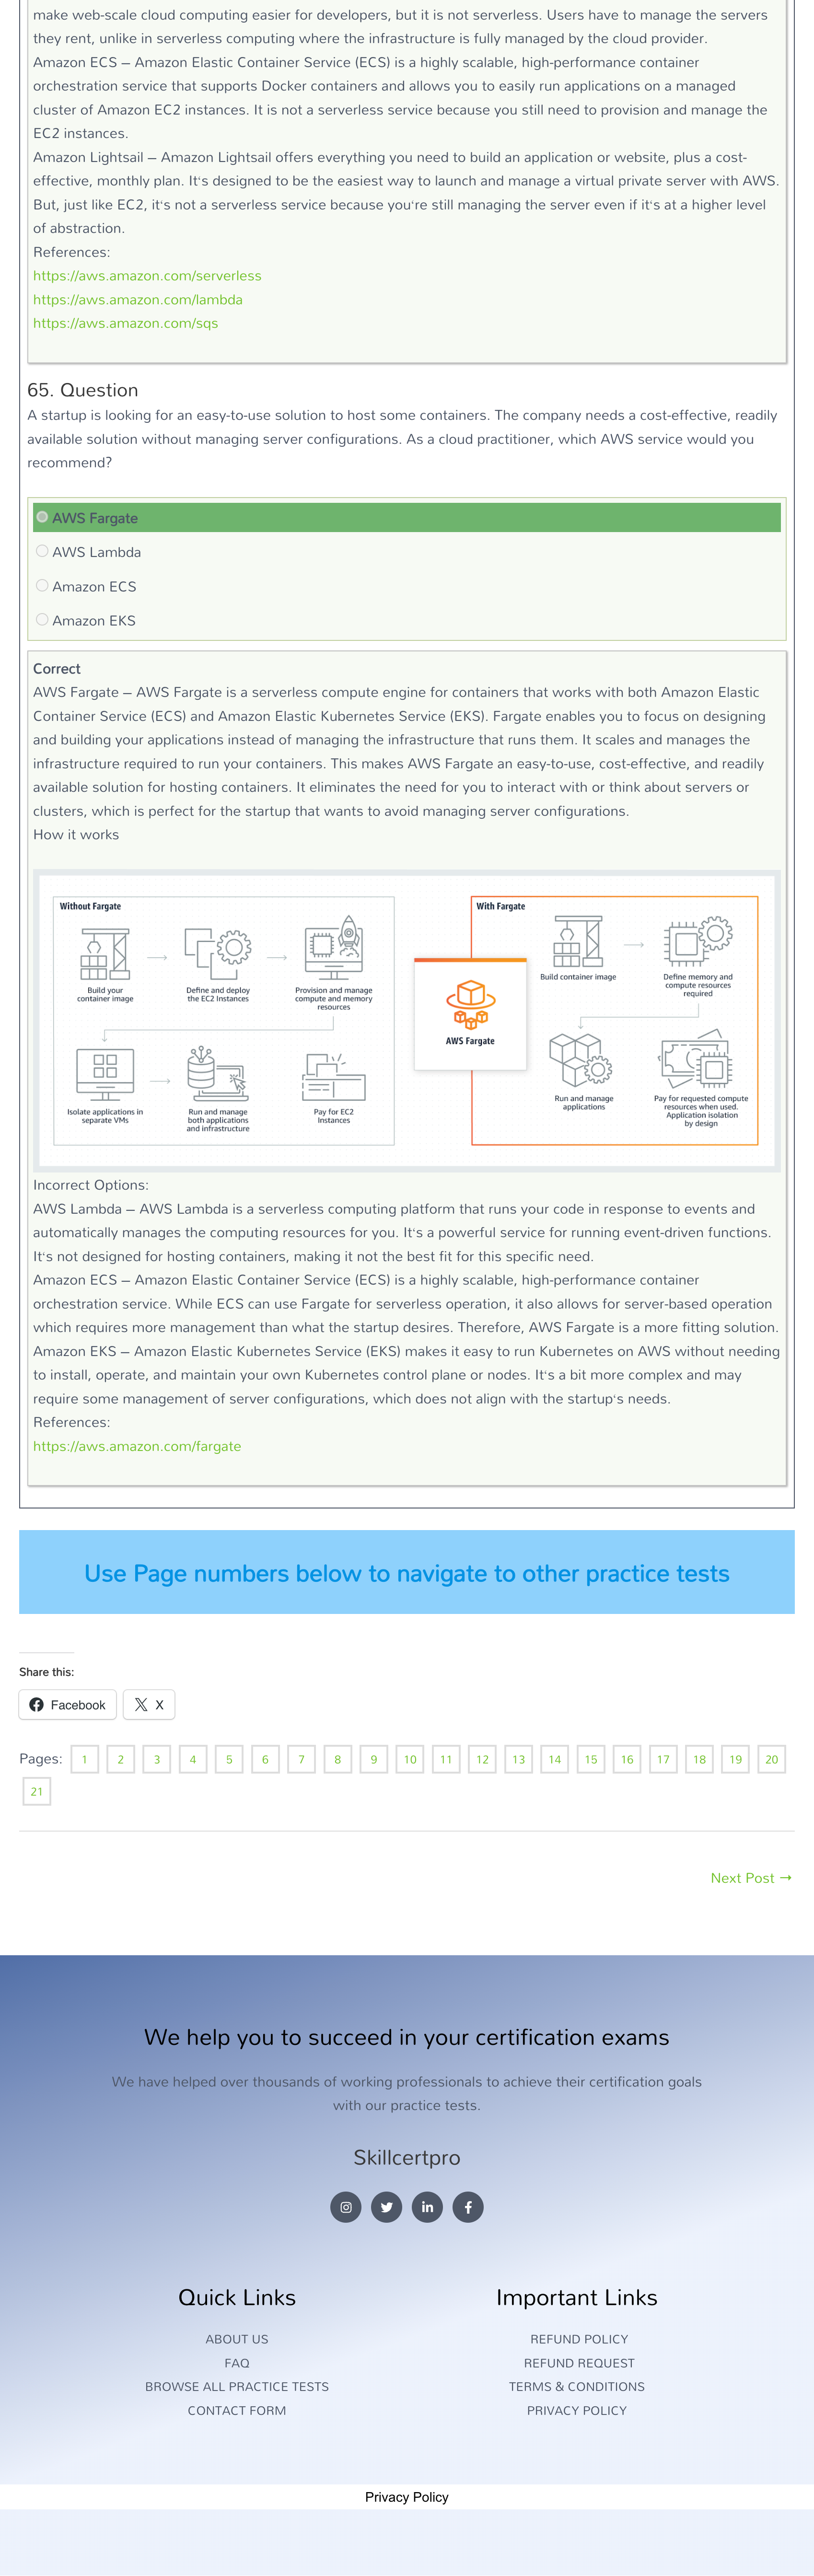 make web-scale cloud computing easier for developers, but it is not serverless. Users have to manage the servers
they rent, unlike in serverless computing where the infrastructure is fully managed by the cloud provider.
Amazon ECS – Amazon Elastic Container Service (ECS) is a highly scalable, high-performance container
orchestration service that supports Docker containers and allows you to easily run applications on a managed
cluster of Amazon EC2 instances. It is not a serverless service because you still need to provision and manage the
EC2 instances.
Amazon Lightsail – Amazon Lightsail offers everything you need to build an application or website, plus a cost-
effective, monthly plan. It‘s designed to be the easiest way to launch and manage a virtual private server with AWS.
But, just like EC2, it‘s not a serverless service because you‘re still managing the server even if it‘s at a higher level
of abstraction.
References:
https://aws.amazon.com/serverless
https://aws.amazon.com/lambda
https://aws.amazon.com/sqs
65. Question
A startup is looking for an easy-to-use solution to host some containers. The company needs a cost-effective, readily
available solution without managing server configurations. As a cloud practitioner, which AWS service would you
recommend?
AWS Fargate
AWS Lambda
Amazon ECS
Amazon EKS
Correct
AWS Fargate – AWS Fargate is a serverless compute engine for containers that works with both Amazon Elastic
Container Service (ECS) and Amazon Elastic Kubernetes Service (EKS). Fargate enables you to focus on designing
and building your applications instead of managing the infrastructure that runs them. It scales and manages the
infrastructure required to run your containers. This makes AWS Fargate an easy-to-use, cost-effective, and readily
available solution for hosting containers. It eliminates the need for you to interact with or think about servers or
clusters, which is perfect for the startup that wants to avoid managing server configurations.
How it works
Without Fargate
Build your
container image
Define and deploy
the EC2 Instances
Provision and manage
compute and memory
resources
Isolate applications in
separate VMs
Run and manage
both applications
and infrastructure
Pay for EC2
Instances
AWS Fargate
With Fargate
Build container image
Define memory and
compute resources
required
Run and manage
applications
Pay for requested compute
resources when used.
Application isolation
by design
Incorrect Options:
AWS Lambda – AWS Lambda is a serverless computing platform that runs your code in response to events and
automatically manages the computing resources for you. It‘s a powerful service for running event-driven functions.
It‘s not designed for hosting containers, making it not the best fit for this specific need.
Amazon ECS – Amazon Elastic Container Service (ECS) is a highly scalable, high-performance container
orchestration service. While ECS can use Fargate for serverless operation, it also allows for server-based operation
which requires more management than what the startup desires. Therefore, AWS Fargate is a more fitting solution.
Amazon EKS – Amazon Elastic Kubernetes Service (EKS) makes it easy to run Kubernetes on AWS without needing
to install, operate, and maintain your own Kubernetes control plane or nodes. It‘s a bit more complex and may
require some management of server configurations, which does not align with the startup‘s needs.
References:
https://aws.amazon.com/fargate
Use Page numbers below to navigate to other practice tests
Share this:
Facebook X
Pages: 1 2 3 4 5 6 7 8 9 10 11 12 13 14 15 16 17 18 19 20
21
Next Post →
We help you to succeed in your certification exams
We have helped over thousands of working professionals to achieve their certification goals
with our practice tests.
Skillcertpro
Quick Links
ABOUT US
FAQ
BROWSE ALL PRACTICE TESTS
CONTACT FORM
Important Links
REFUND POLICY
REFUND REQUEST
TERMS & CONDITIONS
PRIVACY POLICY
Privacy Policy